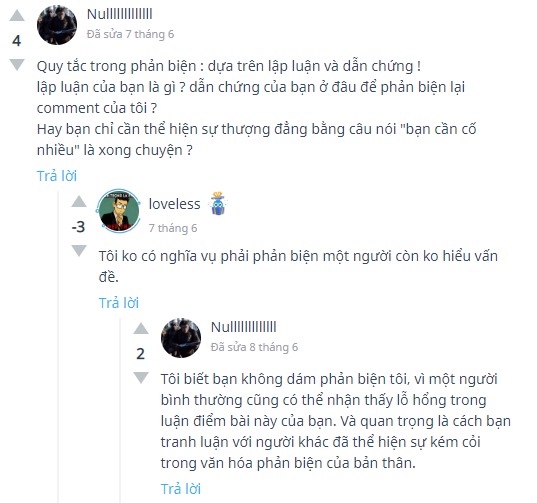 Nulllllllllllll
Đã sửa 7 tháng 6
4
Quy tắc trong phản biện : dựa trên lập luận và dẫn chứng !
lập luận của bạn là gì ? dẫn chứng của bạn ở đâu để phản biện lại
comment của tôi ?
Hay bạn chỉ cần thể hiện sự thượng đẳng bằng câu nói "bạn cần cố
nhiều" là xong chuyện ?
Trả lời
loveless
7 tháng 6
-3
Tôi ko có nghĩa vụ phải phản biện một người còn ko hiểu vấn
đề.
Trả lời
Nulllllllllllll
Đã sửa 8 tháng 6
2
Tôi biết bạn không dám phản biện tôi, vì một người
bình thường cũng có thể nhận thấy lỗ hổng trong
luận điểm bài này của bạn. Và quan trọng là cách bạn
tranh luận với người khác đã thể hiện sự kém cỏi
trong văn hóa phản biện của bản thân.
Trả lời